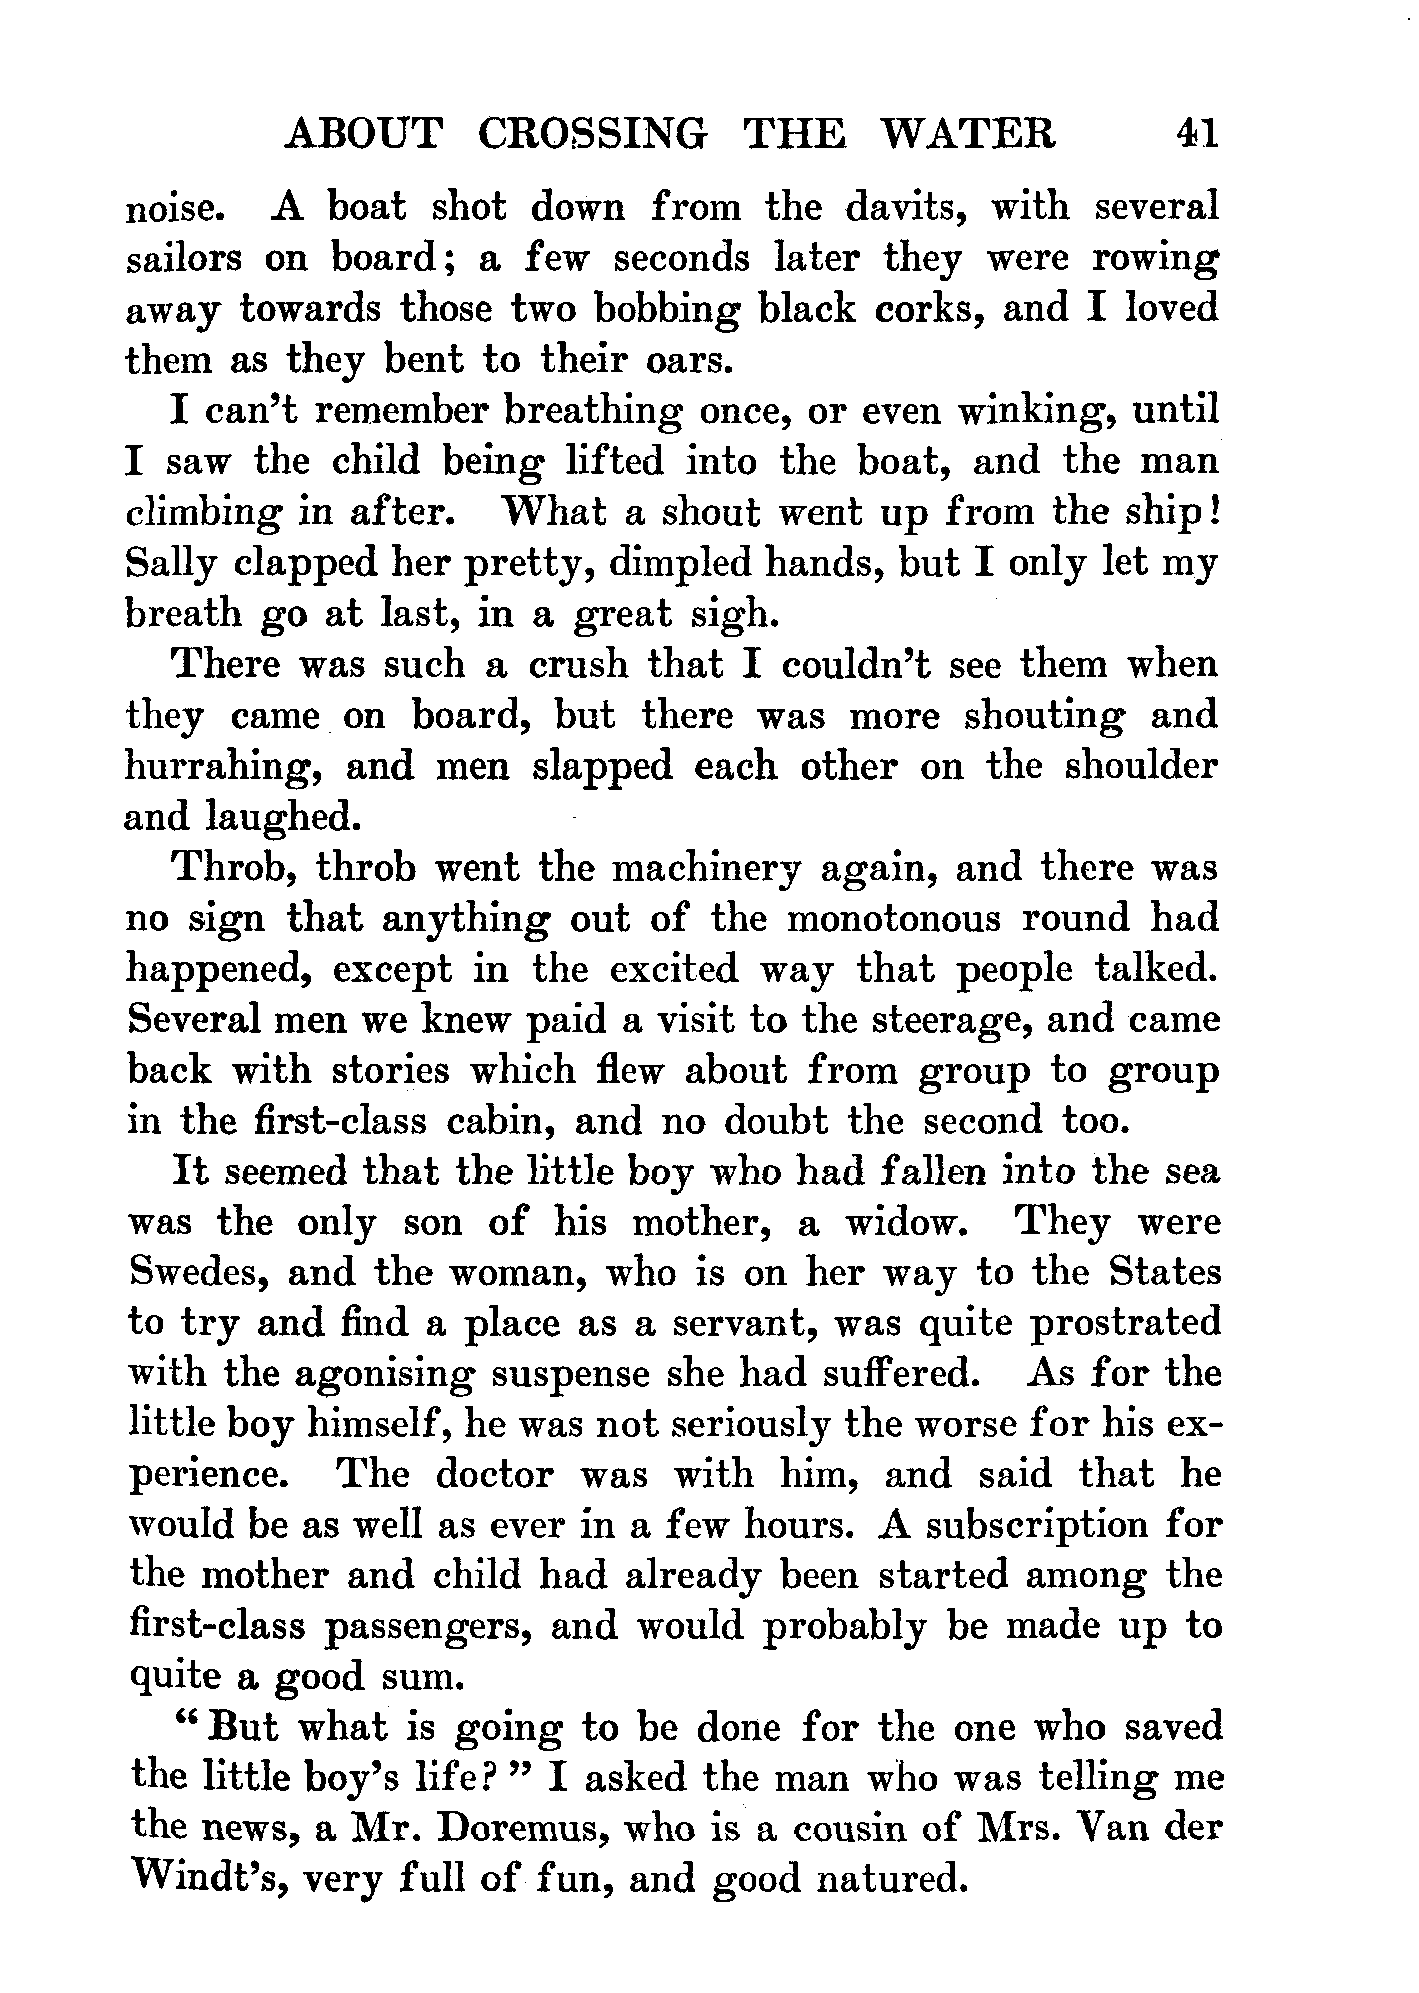 ABOUT CROSSING THE WATER 41
noise. A boat shot down from the davits, with several
sailors on board; a few seconds later they were rowing
away towards those two bobbing black corks, and I loved
them as they bent to their oars.
I can't remember breathing once, or even winking, until
I saw the child being lifted into the boat, and the man
climbing in after. What a shout went up from the ship!
Sally clapped her pretty, dimpled hands, but I only let my
breath go at last, in a great sigh.
There was such a crush that I couldn't see them when
they came on board, but there was more shouting and
hurrahing, and men slapped each other on the shoulder
and laughed.
Throb, throb went the machinery again, and there was
no sign that anything out of the monotonous round had
happened, except in the excited way that people talked.
Several men we knew paid a visit to the steerage, and came
back with stories which flew about from group to group
in the first-class cabin, and no doubt the second too.
It seemed that the little boy who had fallen into the sea
was the only son of his mother, a widow. They were
Swedes, and the woman, who is on her way to the States
to try and find a place as a servant, was quite prostrated
with the agonising suspense she had suffered. As for the
little boy himself, he was not seriously the worse for his ex-
perience. The doctor was with him, and said that he
would be as well as ever in a few hours. A subscription for
the mother and child had already been started among the
first-class passengers, and would probably be made up to
quite a good sum.
"But what is going to be done for the one who saved
the little boy's life?" I asked the man who was telling me
the news, a Mr. Doremus, who is a cousin of Mrs. Van der
Windt's, very full of fun, and good natured.